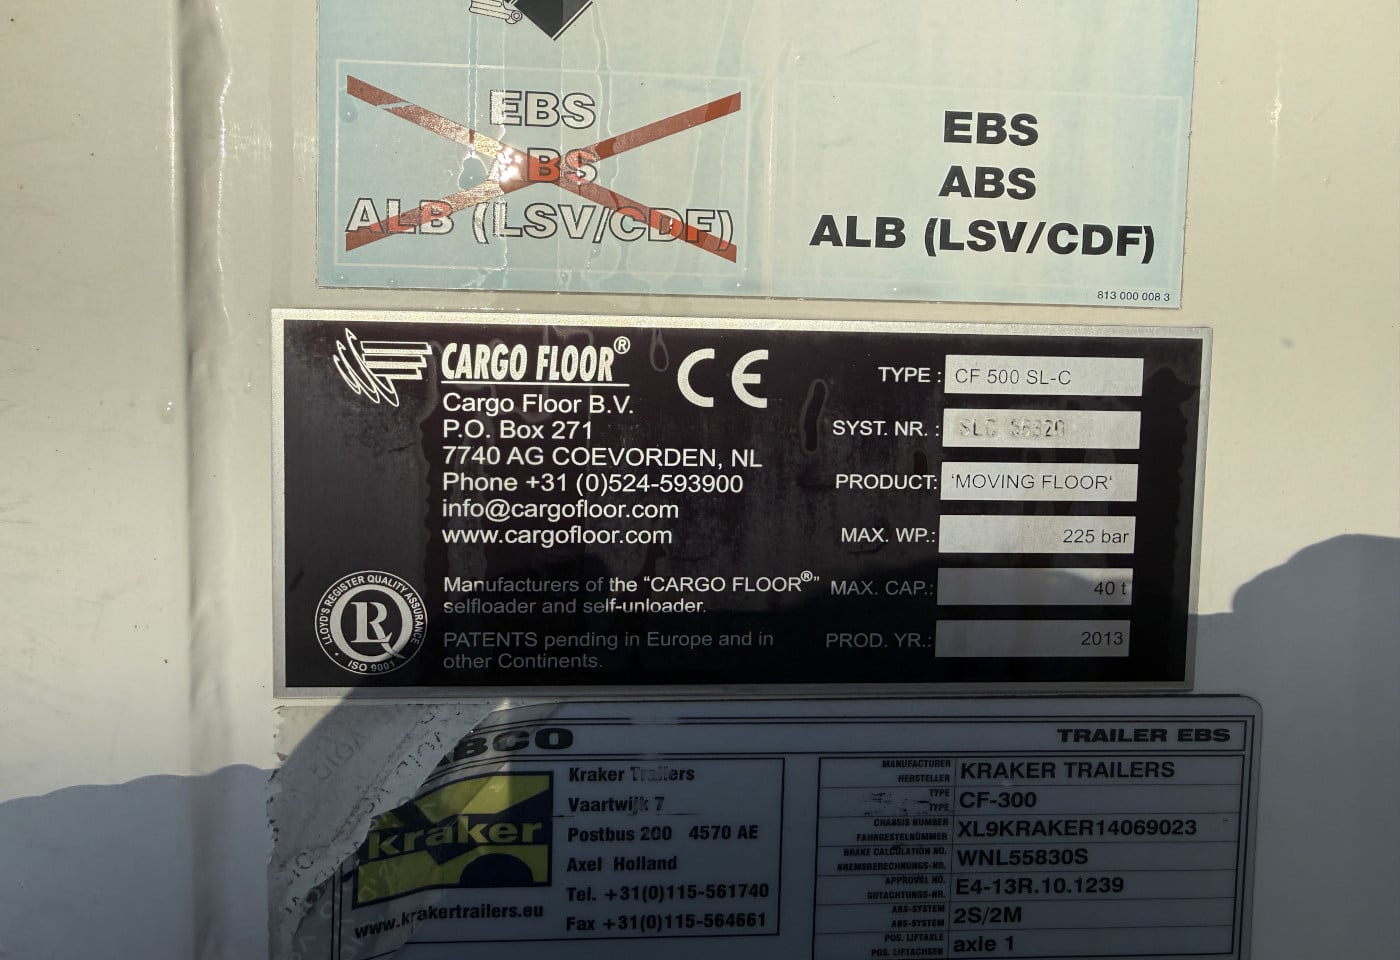 EBS
BS
ALB (LSV/CDF)
EBS
ABS
ALB (LSV/CDF)
813 000 008 3
CARGO FLOOR®
CE
Cargo Floor B.V.
P.O. Box 271
7740 AG COEVORDEN, NL
Phone +31 (0)524-593900
info@cargofloor.com
www.cargofloor.com
Manufacturers of the "CARGO FLOOR®"
selfloader and self-unloader.
PATENTS pending in Europe and in
other Continents.
LLOYD'S REGISTER QUALITY ASSURANCE
LR
ISO 9001
TYPE : CF 500 SL-C
SYST. NR. : SLC
PRODUCT: 'MOVING FLOOR'
MAX. WP.: 225 bar
MAX. CAP.: 40 t
PROD. YR.: 2013
BCO
TRAILER EBS
VOID
kraker
www.krakertrailers.eu
Kraker Trailers
Vaartwijk 7
Postbus 200 4570 AE
Axel Holland
Tel. +31(0)115-561740
Fax +31(0)115-564661
MANUFACTURER
HERSTELLER
KRAKER TRAILERS
TYPE
TYPE
CF-300
CHASSIS NUMBER
FAHRGESTELNÜMMER
XL9KRAKER14069023
BRAKE CALCULATION NO.
BREMSBERECHNUNGS-NR.
WNL55830S
APPROVAL NO.
GUTACHTUNGS-NR.
E4-13R.10.1239
ABS-SYSTEM
ABS-SYSTEM
2S/2M
POS. LIFTAXLE
POS. LIFTACHSEN
axle 1